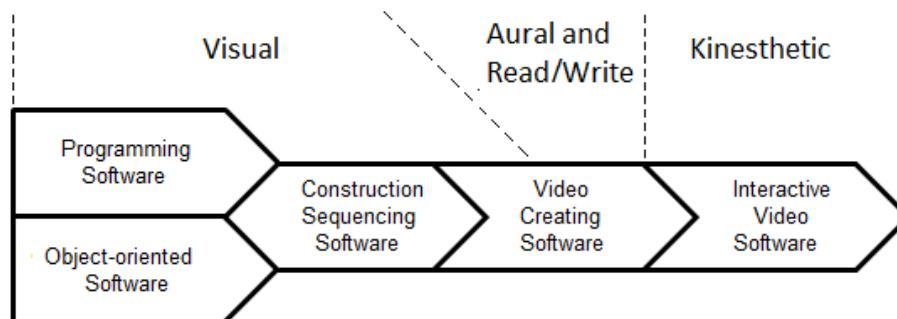 Visual
Aural and
Read/Write
Kinesthetic
Programming
Software
Object-oriented
Software
Construction
Sequencing
Software
Video
Creating
Software
Interactive
Video
Software